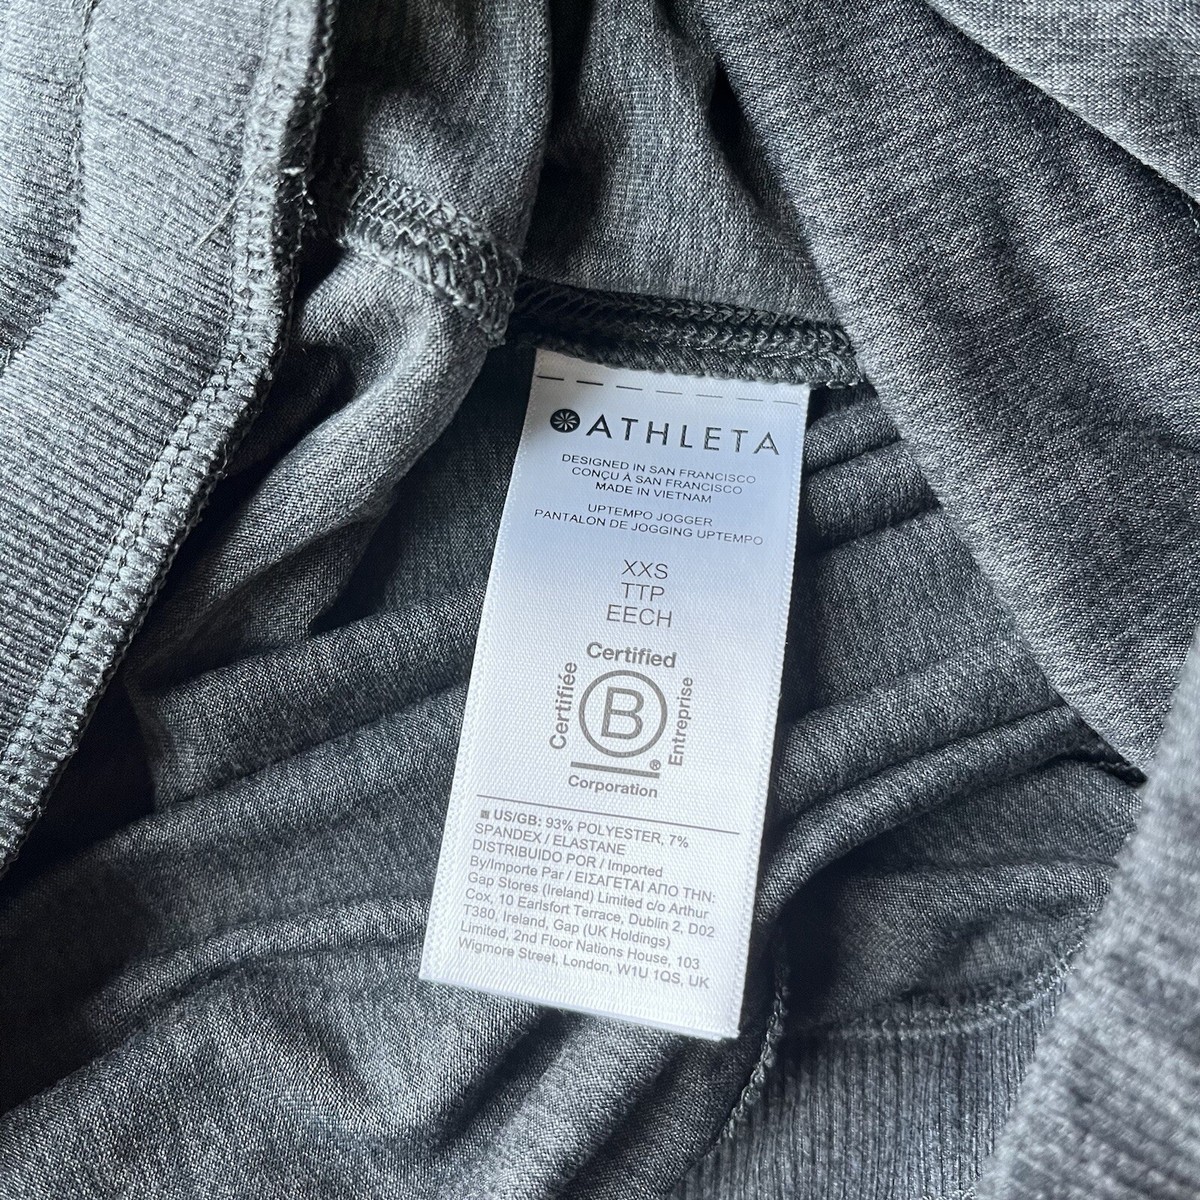 ATHLETA
DESIGNED IN SAN FRANCISCO
CONÇU À SAN FRANCISCO
MADE IN VIETNAM
UPTEMPO JOGGER
PANTALON DE JOGGING UPTEMPO
XXS
TTP
EECH
Certified
Certifiée
B
Entreprise
®
Corporation
US/GB: 93% POLYESTER, 7%
SPANDEX / ELASTANE
DISTRIBUIDO POR / Imported
By/Importe Par / ΕΙΣΑΓΕΤΑΙ ΑΠΟ ΤΗΝ:
Gap Stores (Ireland) Limited c/o Arthur
Cox, 10 Earlsfort Terrace, Dublin 2, D02
T380, Ireland, Gap (UK Holdings)
Limited, 2nd Floor Nations House, 103
Wigmore Street, London, W1U 1QS, UK